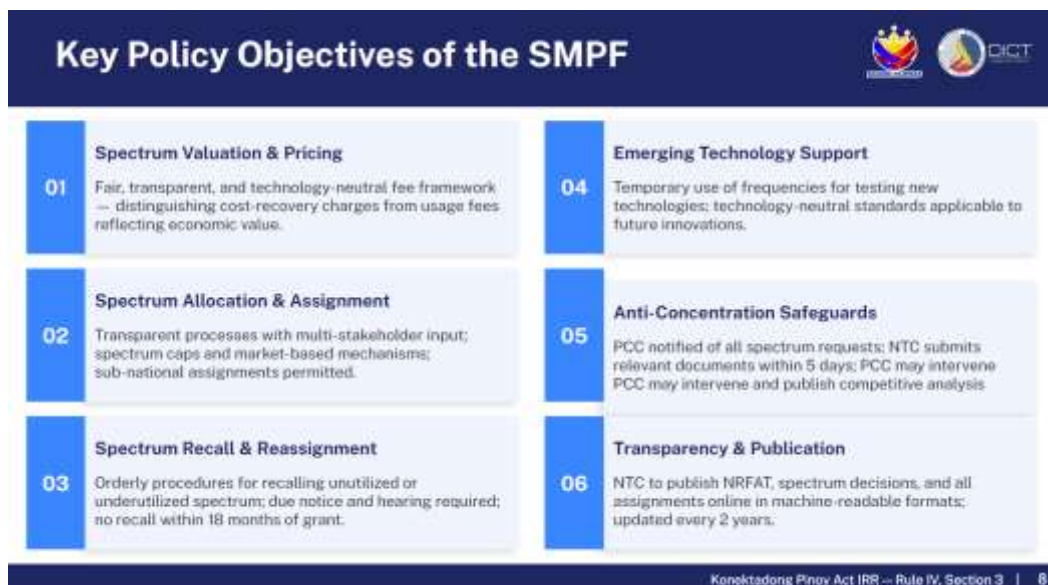 Key Policy Objectives of the SMPF
DICT
01
Spectrum Valuation & Pricing
Fair, transparent, and technology-neutral fee framework
— distinguishing cost-recovery charges from usage fees
reflecting economic value.
02
Spectrum Allocation & Assignment
Transparent processes with multi-stakeholder input;
spectrum caps and market-based mechanisms;
sub-national assignments permitted.
03
Spectrum Recall & Reassignment
Orderly procedures for recalling unutilized or
underutilized spectrum; due notice and hearing required;
no recall within 18 months of grant.
04
Emerging Technology Support
Temporary use of frequencies for testing new
technologies; technology-neutral standards applicable to
future innovations.
05
Anti-Concentration Safeguards
PCC notified of all spectrum requests; NTC submits
relevant documents within 5 days; PCC may intervene
PCC may intervene and publish competitive analysis
06
Transparency & Publication
NTC to publish NRFAT, spectrum decisions, and all
assignments online in machine-readable formats;
updated every 2 years.
Konektadong Pinoy Act IRR — Rule IV, Section 3 |